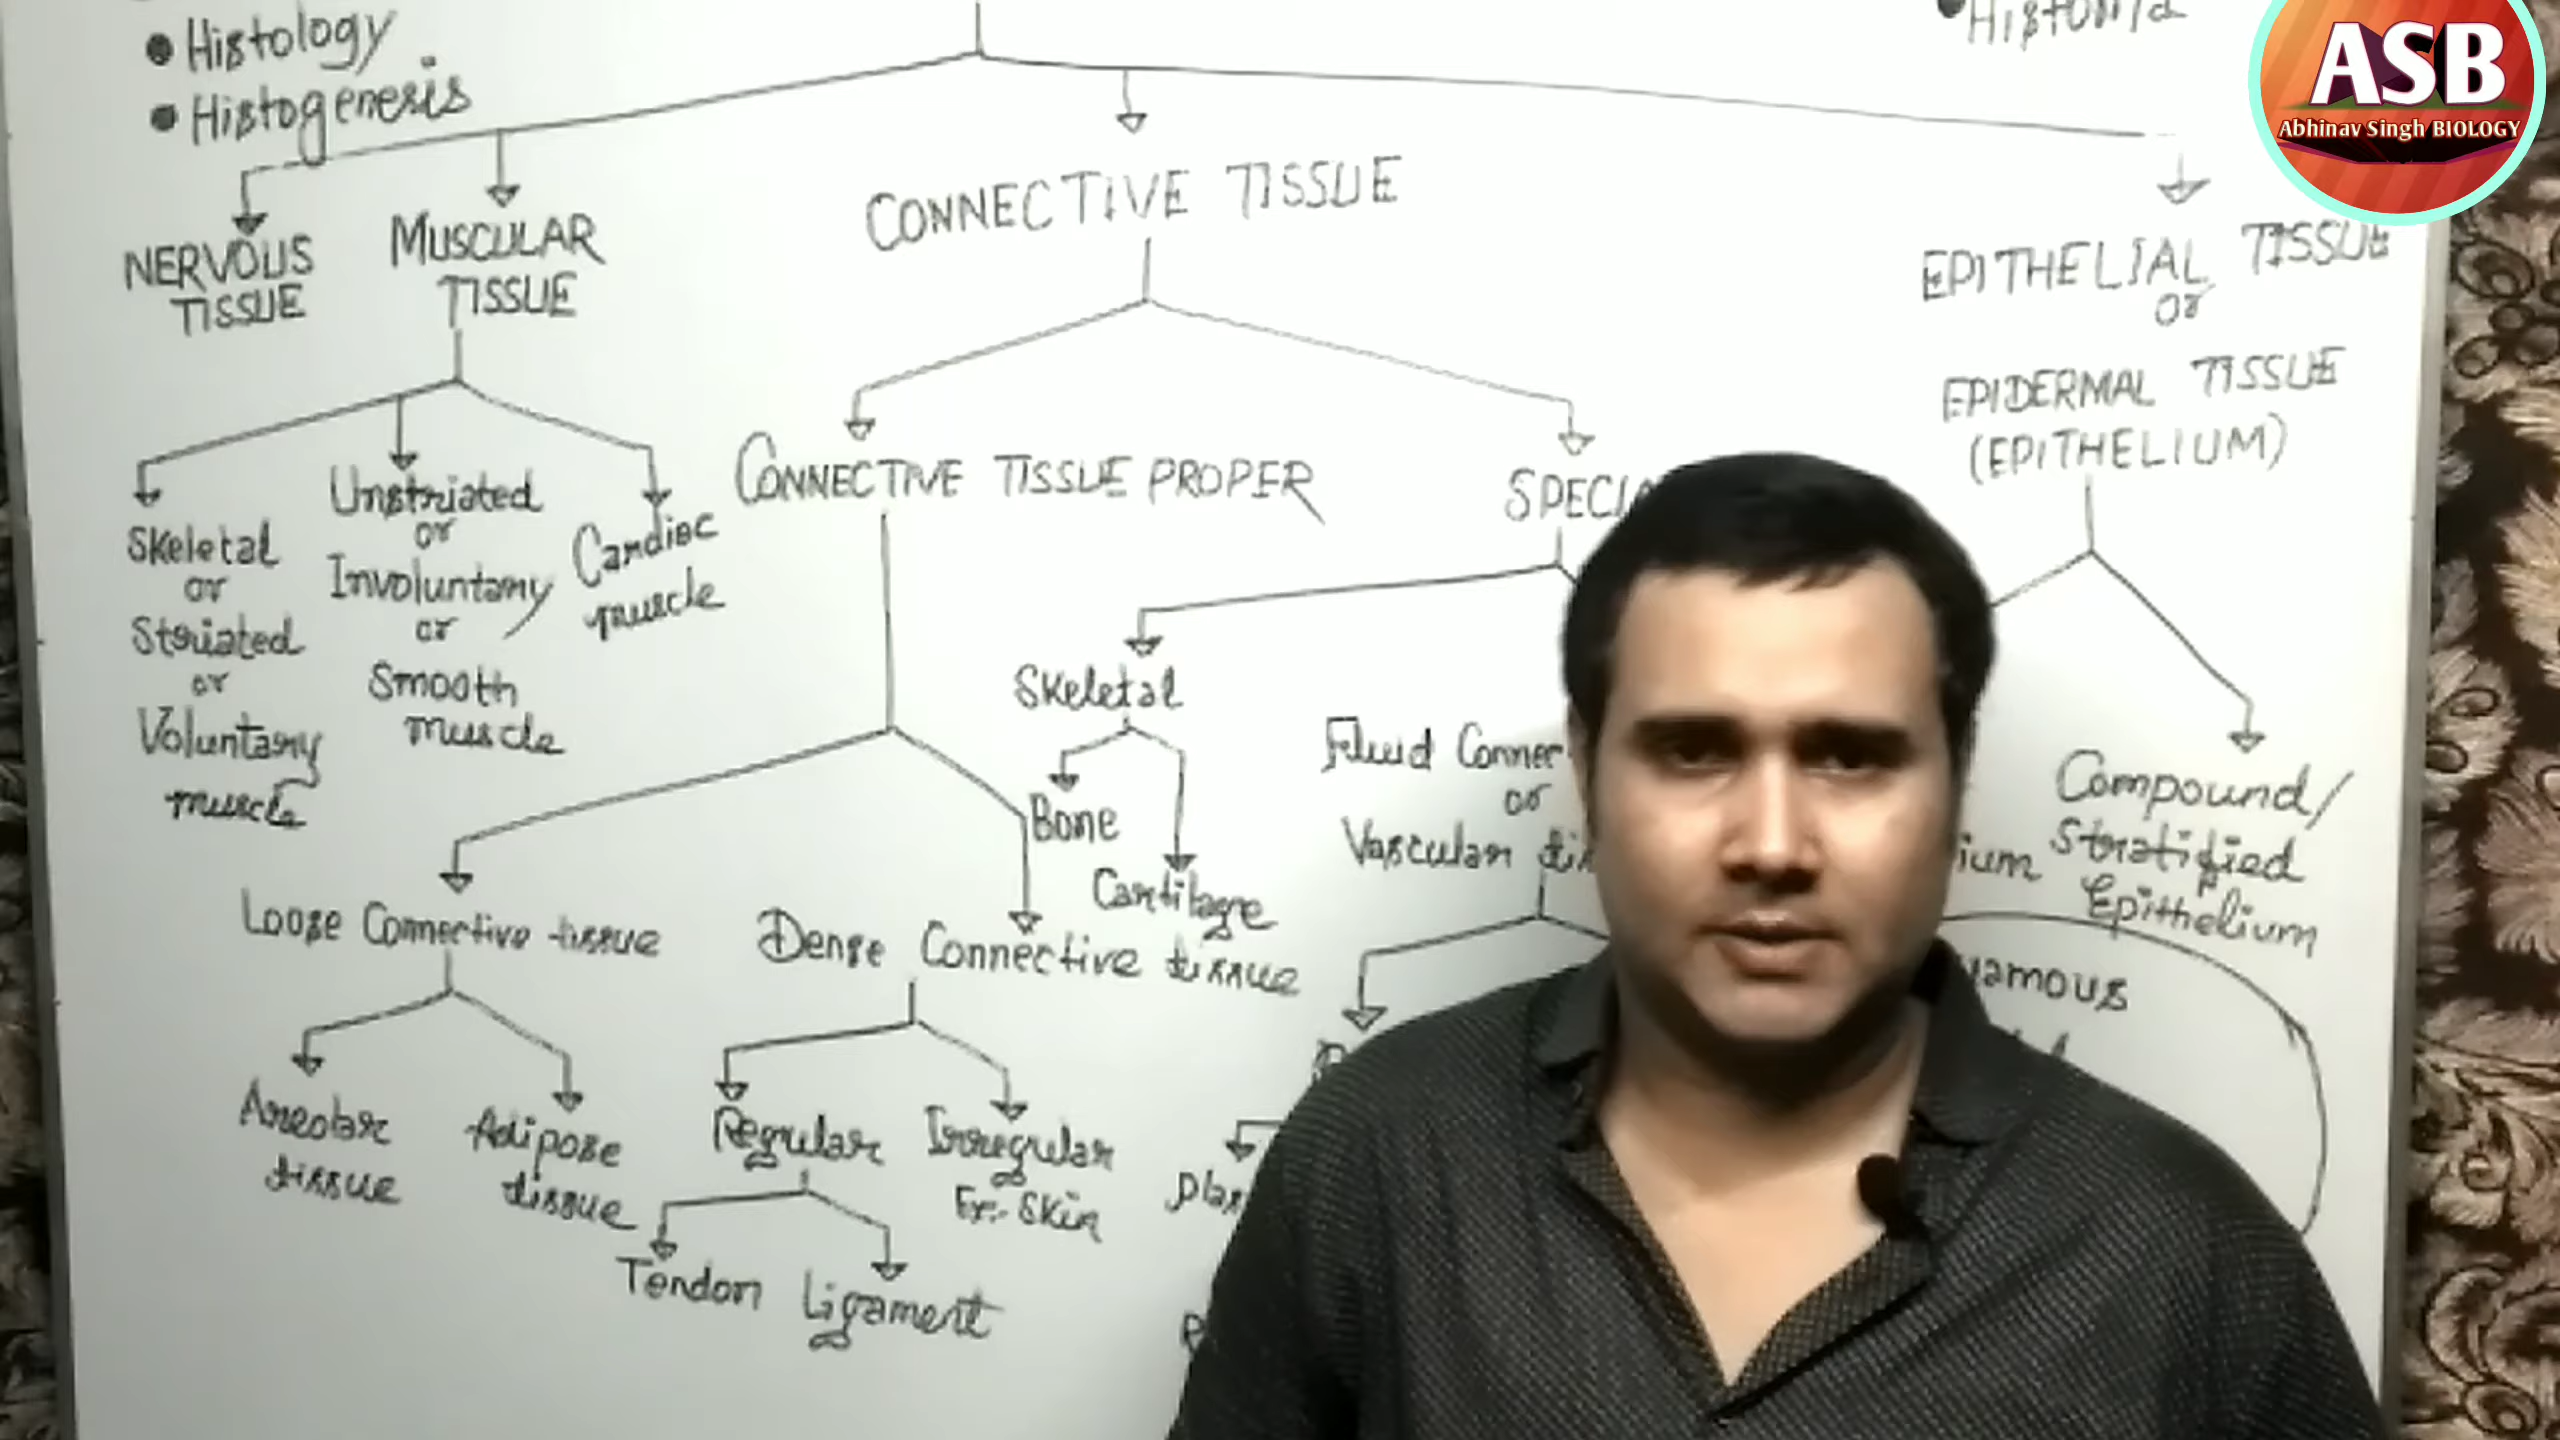 Histology
Histogenesis
ASB
Abhinav Singh BIOLOGY
NERVOUS
TISSUE
MUSCULAR
TISSUE
CONNECTIVE TISSUE
EPITHELIAL TISSUE
or
EPIDERMAL TISSUE
(EPITHELIUM)
Skeletal
or
Striated
or
Voluntary
muscle
Unstriated
or
Involuntary
or
Smooth
muscle
Cardiac
muscle
CONNECTIVE TISSUE PROPER
Skeletal
Bone
Cartilage
Fluid
or
Vascular
Compound/
Stratified
Epithelium
Loose Connective tissue
Dense Connective tissue
Areolar
tissue
Adipose
tissue
Regular
Irregular
Ex:- Skin
Tendon
Ligament